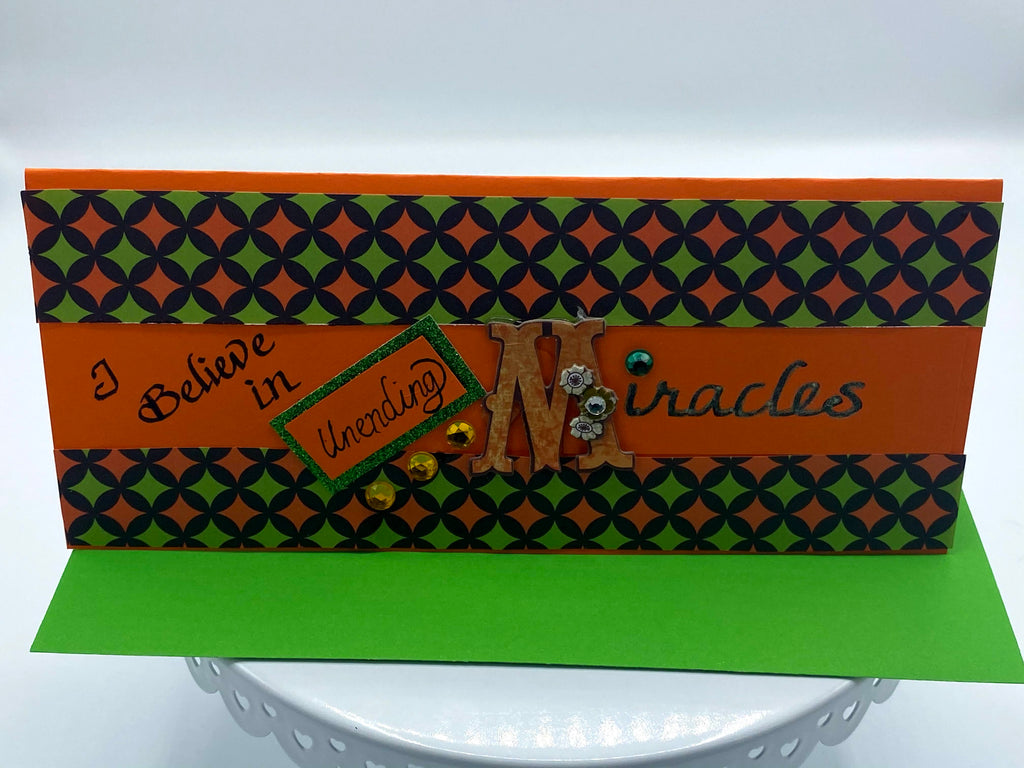 I Believe
in
Unending
Miracles